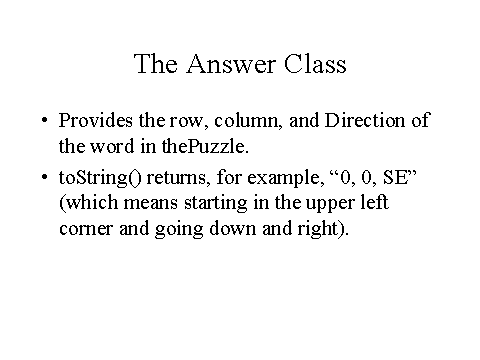 The Answer Class
• Provides the row, column, and Direction of
the word in thePuzzle.
• toString() returns, for example, “0, 0, SE”
(which means starting in the upper left
corner and going down and right).